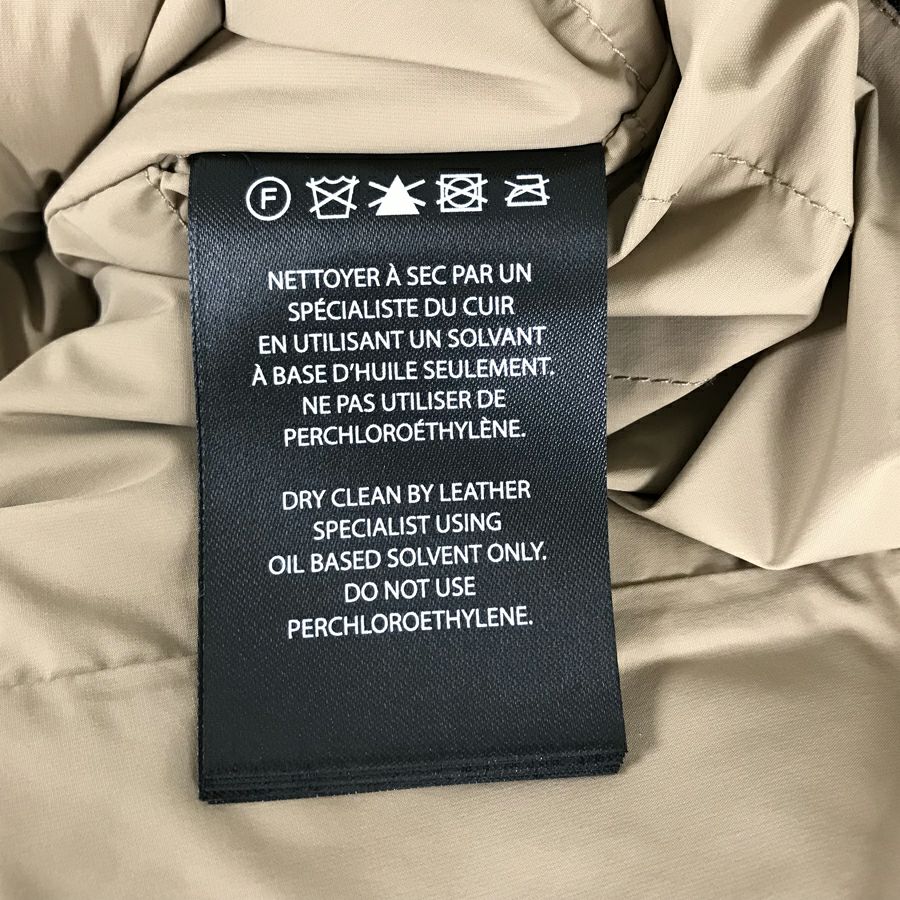 F
NETTOYER À SEC PAR UN
SPÉCIALISTE DU CUIR
EN UTILISANT UN SOLVANT
À BASE D'HUILE SEULEMENT.
NE PAS UTILISER DE
PERCHLOROÉTHYLÈNE.
DRY CLEAN BY LEATHER
SPECIALIST USING
OIL BASED SOLVENT ONLY.
DO NOT USE
PERCHLOROETHYLENE.